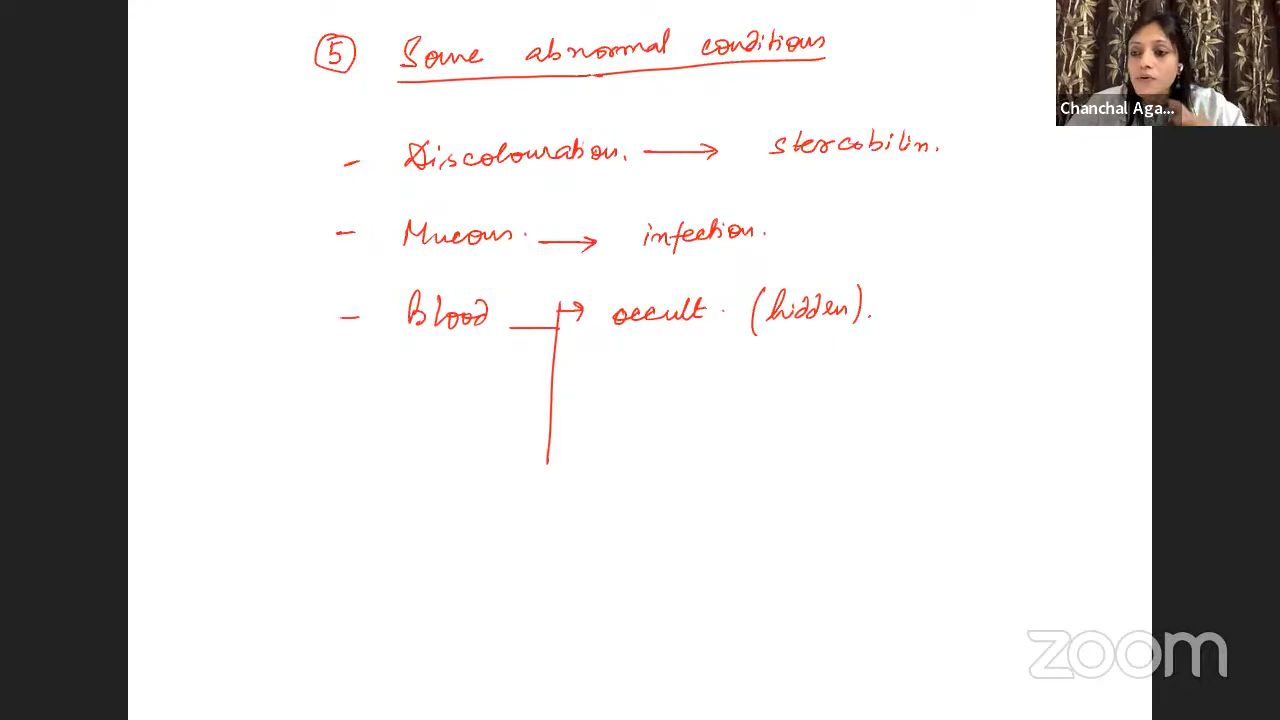 ⑤ Some abnormal conditions
Chanchal Aga...
- Discolouration. → stercobilin.
- Mucous. → infection.
- Blood → occult. (hidden).
zoom